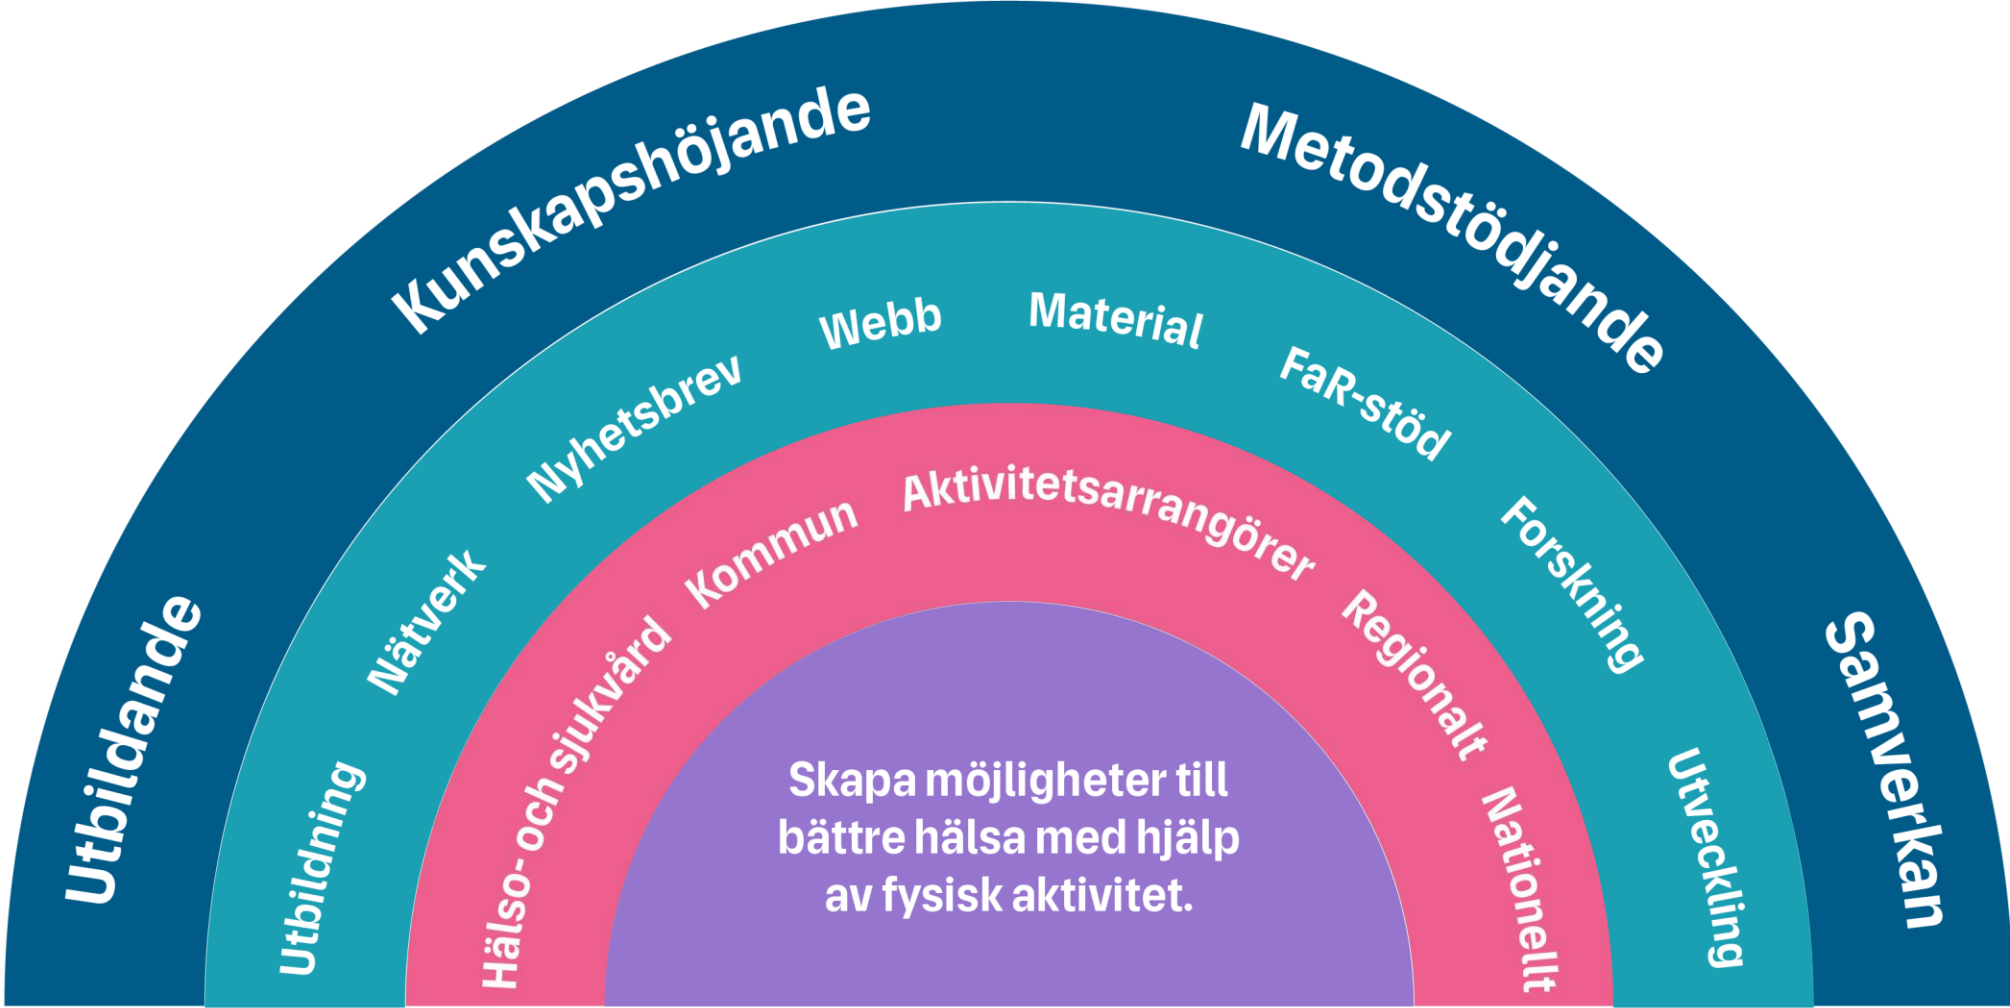 Utbildande
Kunskapshöjande
Metodstödjande
Samverkan
Utbildning
Nätverk
Nyhetsbrev
Webb
Material
FaR-stöd
Forskning
Utveckling
Hälso- och sjukvård
Kommun
Aktivitetsarrangörer
Regionalt
Nationellt
Skapa möjligheter till
bättre hälsa med hjälp
av fysisk aktivitet.